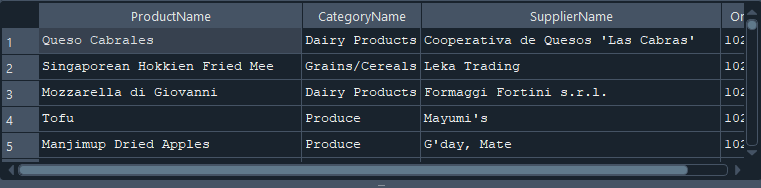 ProductName CategoryName SupplierName Or
1 Queso Cabrales Dairy Products Cooperativa de Quesos 'Las Cabras' 102
2 Singaporean Hokkien Fried Mee Grains/Cereals Leka Trading 102
3 Mozzarella di Giovanni Dairy Products Formaggi Fortini s.r.l. 102
4 Tofu Produce Mayumi's 102
5 Manjimup Dried Apples Produce G'day, Mate 102